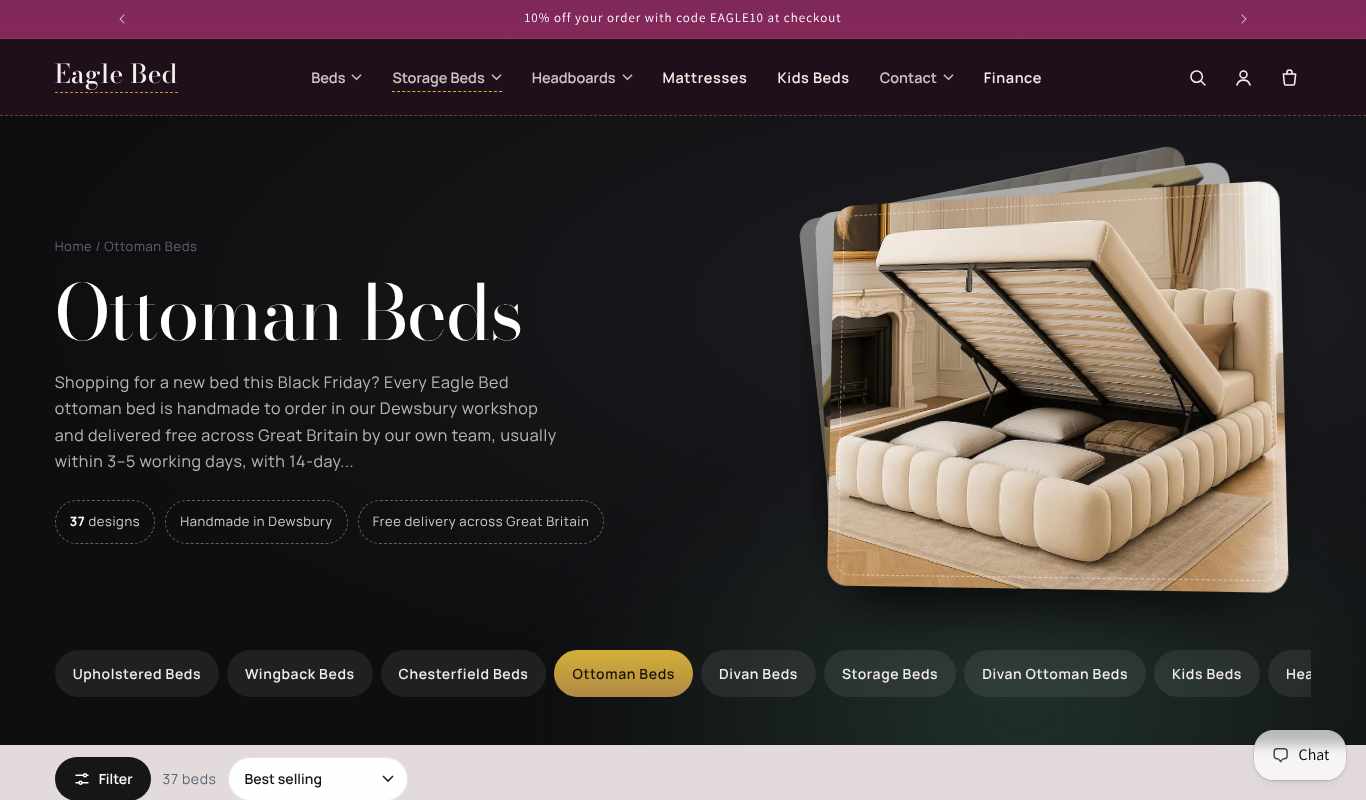 10% off your order with code EAGLE10 at checkout
Eagle Bed
Beds
Storage Beds
Headboards
Mattresses
Kids Beds
Contact
Finance
Home / Ottoman Beds
Ottoman Beds
Shopping for a new bed this Black Friday? Every Eagle Bed
ottoman bed is handmade to order in our Dewsbury workshop
and delivered free across Great Britain by our own team, usually
within 3–5 working days, with 14-day...
37 designs
Handmade in Dewsbury
Free delivery across Great Britain
Upholstered Beds
Wingback Beds
Chesterfield Beds
Ottoman Beds
Divan Beds
Storage Beds
Divan Ottoman Beds
Kids Beds
Hea
Filter
37 beds
Best selling
Chat